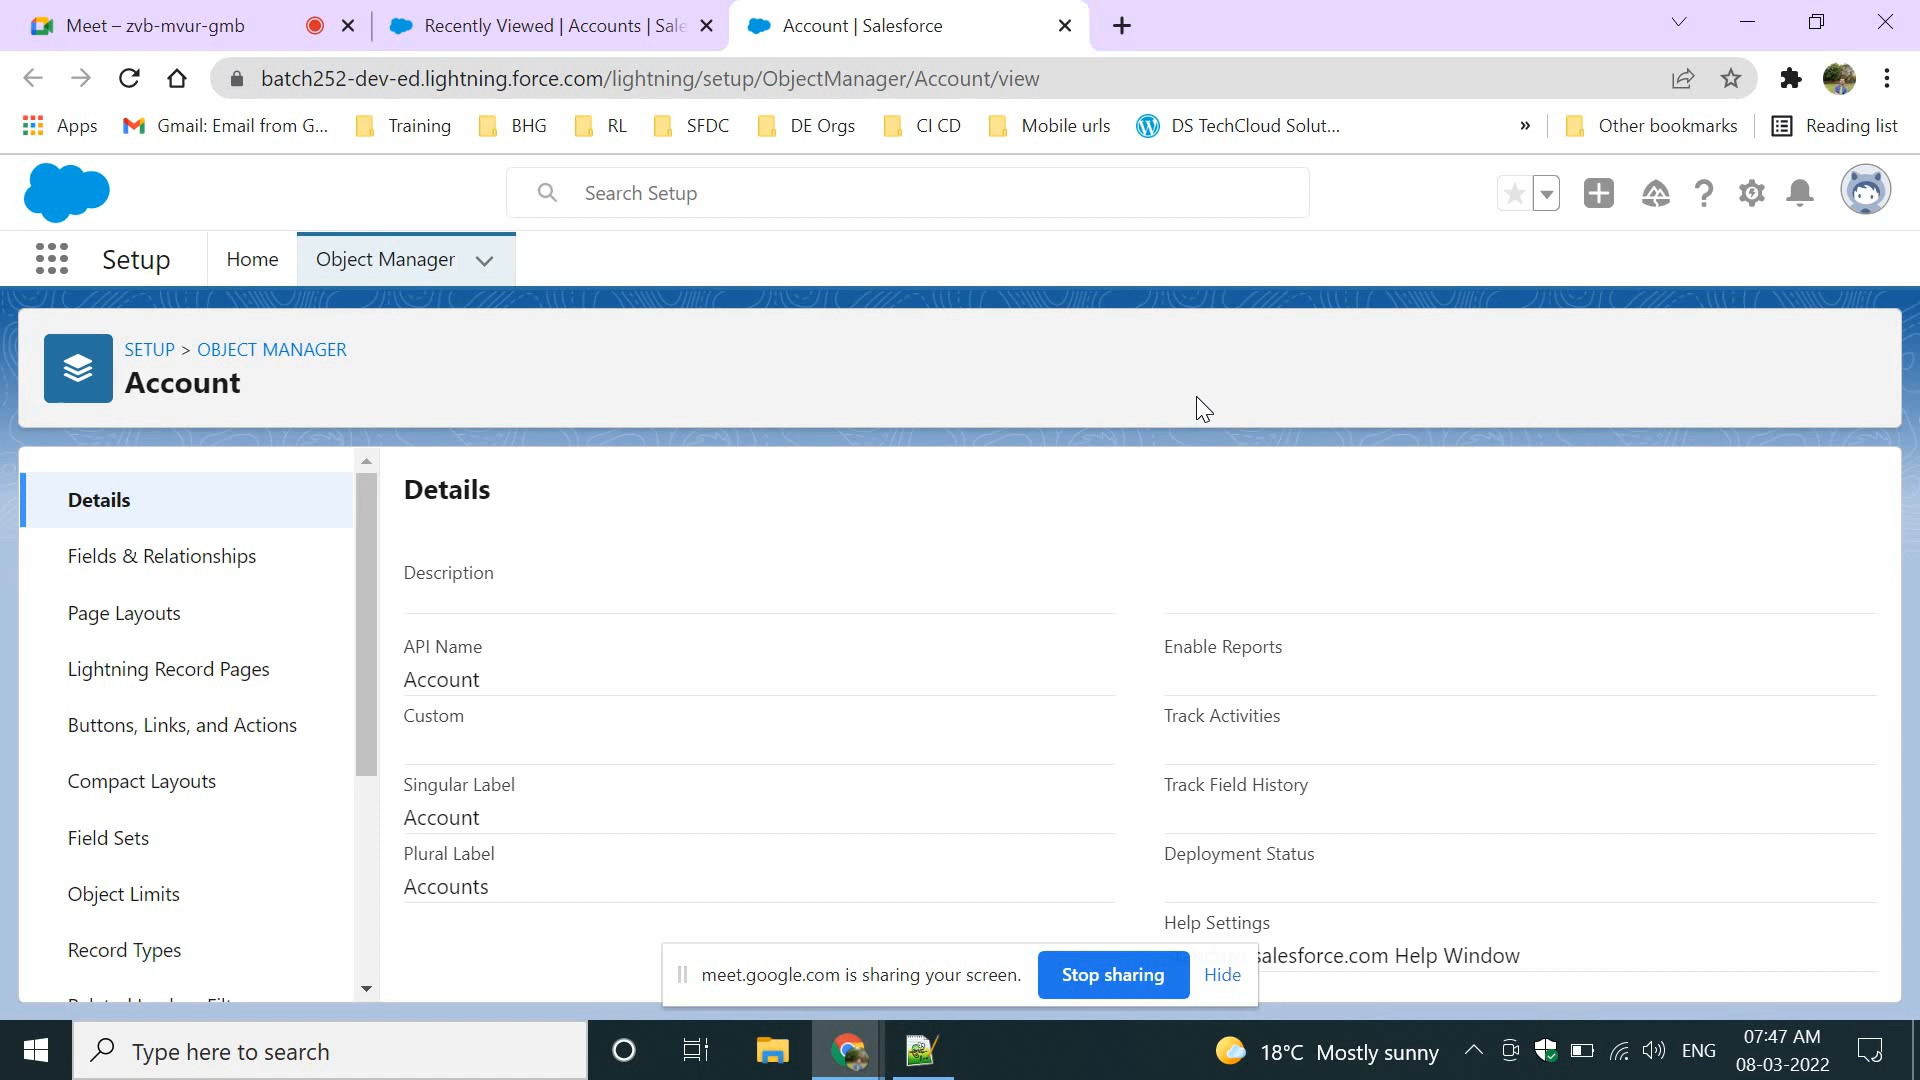 Meet – zvb-mvur-gmb
Recently Viewed | Accounts | Sale
Account | Salesforce
batch252-dev-ed.lightning.force.com/lightning/setup/ObjectManager/Account/view
Apps
Gmail: Email from G...
Training
BHG
RL
SFDC
DE Orgs
CI CD
Mobile urls
DS TechCloud Solut...
»
Other bookmarks
Reading list
Search Setup
Setup
Home
Object Manager
SETUP > OBJECT MANAGER
Account
Details
Fields & Relationships
Page Layouts
Lightning Record Pages
Buttons, Links, and Actions
Compact Layouts
Field Sets
Object Limits
Record Types
Details
Description
API Name
Account
Custom
Singular Label
Account
Plural Label
Accounts
Enable Reports
Track Activities
Track Field History
Deployment Status
Help Settings
salesforce.com Help Window
meet.google.com is sharing your screen.
Stop sharing
Hide
Type here to search
18°C Mostly sunny
ENG
07:47 AM
08-03-2022